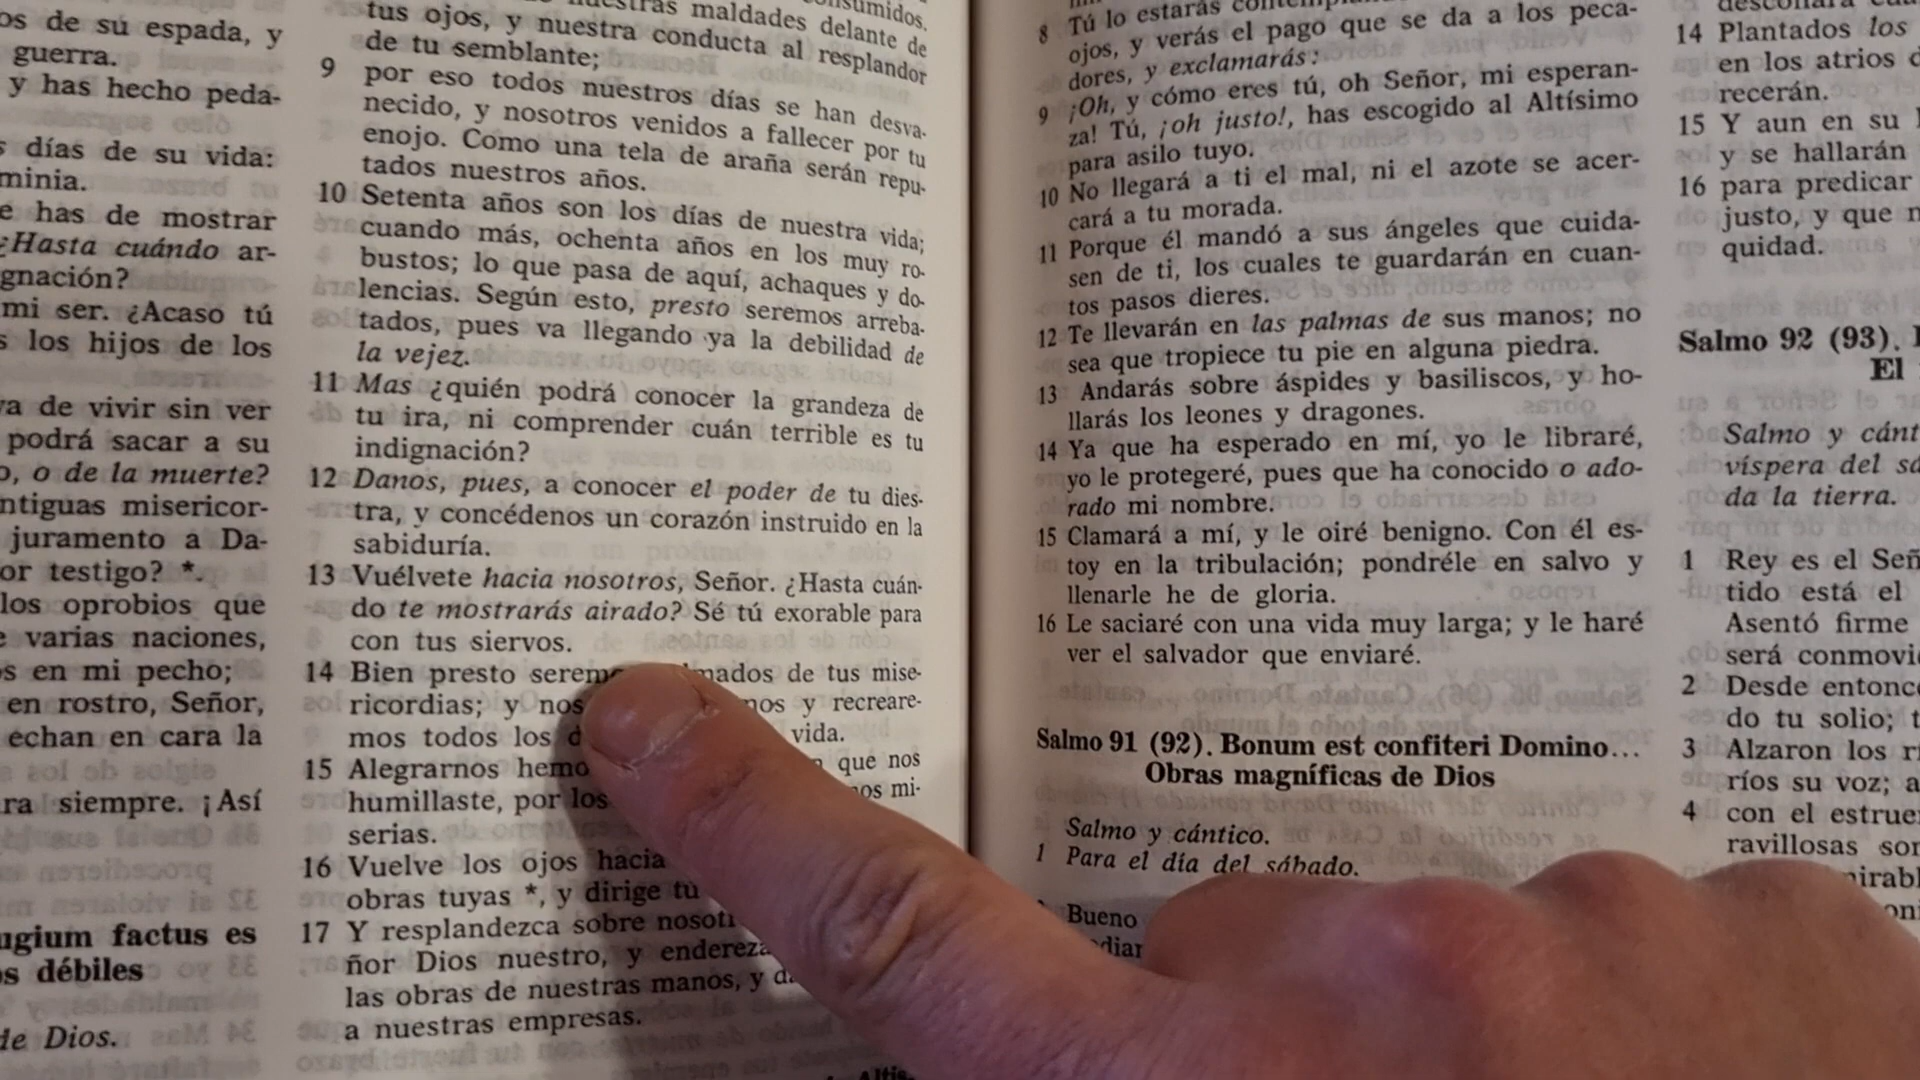 os de su espada, y
guerra.
y has hecho peda-
s días de su vida:
minia.
e has de mostrar
¿Hasta cuándo ar-
gnación?
mi ser. ¿Acaso tú
s los hijos de los
va de vivir sin ver
podrá sacar a su
o, o de la muerte?
ntiguas misericor-
juramento a Da-
or testigo? *.
los oprobios que
e varias naciones,
s en mi pecho;
en rostro, Señor,
echan en cara la
ra siempre. ¡Así
ugium factus es
s débiles
de Dios.
nuestras maldades delante de
tus ojos, y nuestra conducta al resplandor
de tu semblante;
9 por eso todos nuestros días se han desva-
necido, y nosotros venidos a fallecer por tu
enojo. Como una tela de araña serán repu-
tados nuestros años.
10 Setenta años son los días de nuestra vida;
cuando más, ochenta años en los muy ro-
bustos; lo que pasa de aquí, achaques y do-
lencias. Según esto, presto seremos arreba-
tados, pues va llegando ya la debilidad de
la vejez.
11 Mas ¿quién podrá conocer la grandeza de
tu ira, ni comprender cuán terrible es tu
indignación?
12 Danos, pues, a conocer el poder de tu dies-
tra, y concédenos un corazón instruido en la
sabiduría.
13 Vuélvete hacia nosotros, Señor. ¿Hasta cuán-
do te mostrarás airado? Sé tú exorable para
con tus siervos.
14 Bien presto de tus mise-
ricordias; y nos y recreare-
mos todos los vida.
15 Alegrarnos que nos
humillaste, por los mi-
serias.
16 Vuelve los ojos hacia
obras tuyas *, y dirige tu
17 Y resplandezca sobre
ñor Dios nuestro, y endereza
las obras de nuestras manos, y
a nuestras empresas.
8 Tú lo estarás
ojos, y verás el pago que se da a los peca-
dores, y exclamarás:
9 ¡Oh, y cómo eres tú, oh Señor, mi esperan-
za! Tú, ¡oh justo!, has escogido al Altísimo
para asilo tuyo.
10 No llegará a ti el mal, ni el azote se acer-
cará a tu morada.
11 Porque él mandó a sus ángeles que cuida-
sen de ti, los cuales te guardarán en cuan-
tos pasos dieres.
12 Te llevarán en las palmas de sus manos; no
sea que tropiece tu pie en alguna piedra.
13 Andarás sobre áspides y basiliscos, y ho-
llarás los leones y dragones.
14 Ya que ha esperado en mí, yo le libraré,
yo le protegeré, pues que ha conocido o ado-
rado mi nombre.
15 Clamará a mí, y le oiré benigno. Con él es-
toy en la tribulación; pondréle en salvo y
llenarle he de gloria.
16 Le saciaré con una vida muy larga; y le haré
ver el salvador que enviaré.
Salmo 91 (92). Bonum est confiteri Domino...
Obras magníficas de Dios
Salmo y cántico.
1 Para el día del sábado.
Bueno
14 Plantados los
en los atrios
recerán.
15 Y aun en su
y se hallarán
16 para predicar
justo, y que
quidad.
Salmo 92 (93).
El
Salmo y cánt
víspera del
da la tierra.
1 Rey es el Señ
tido está el
Asentó firme
será conmovi
2 Desde entonce
do tu solio;
3 Alzaron los
ríos su voz;
4 con el estrue
ravillosas